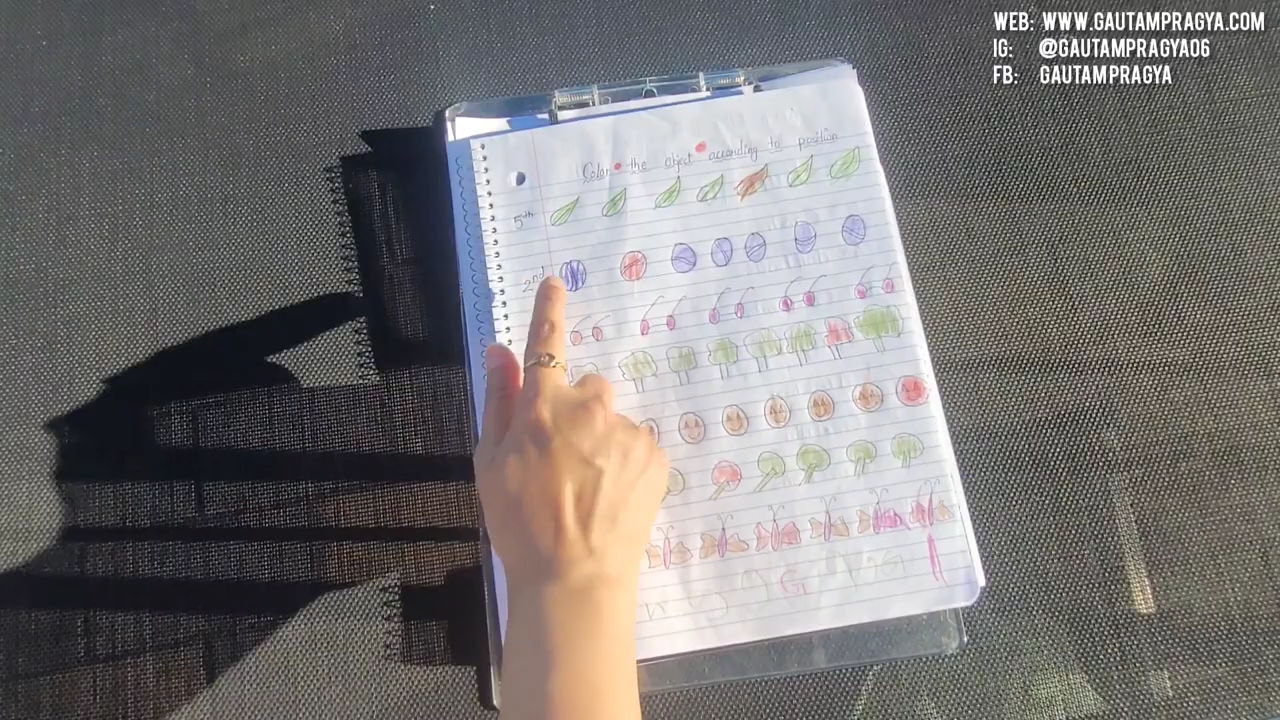 WEB: WWW.GAUTAMPRAGYA.COM
IG: @GAUTAMPRAGYA06
FB: GAUTAMPRAGYA
Color the object according to position
5th
2nd
G